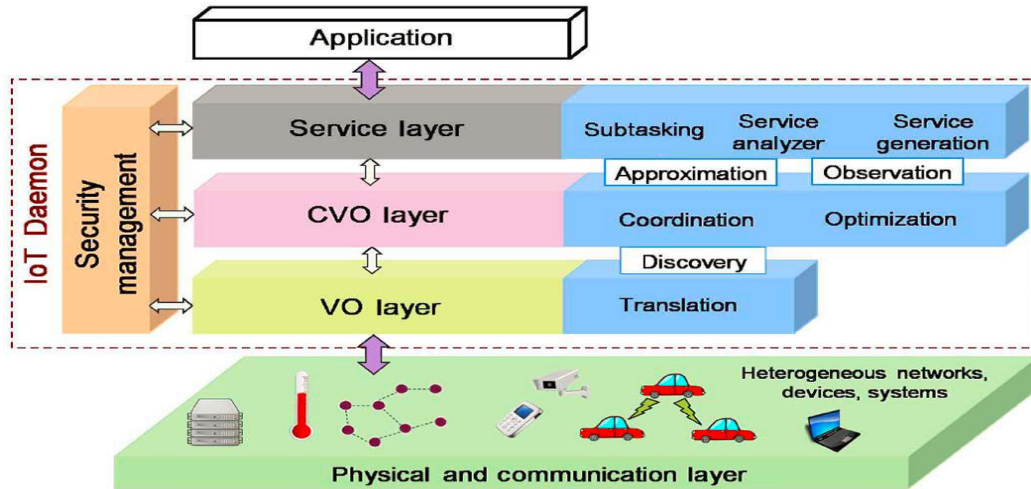 Application
IoT Daemon
Security
management
Service layer
Subtasking
Service
analyzer
Service
generation
Approximation
Observation
CVO layer
Coordination
Optimization
Discovery
VO layer
Translation
Heterogeneous networks,
devices, systems
Physical and communication layer